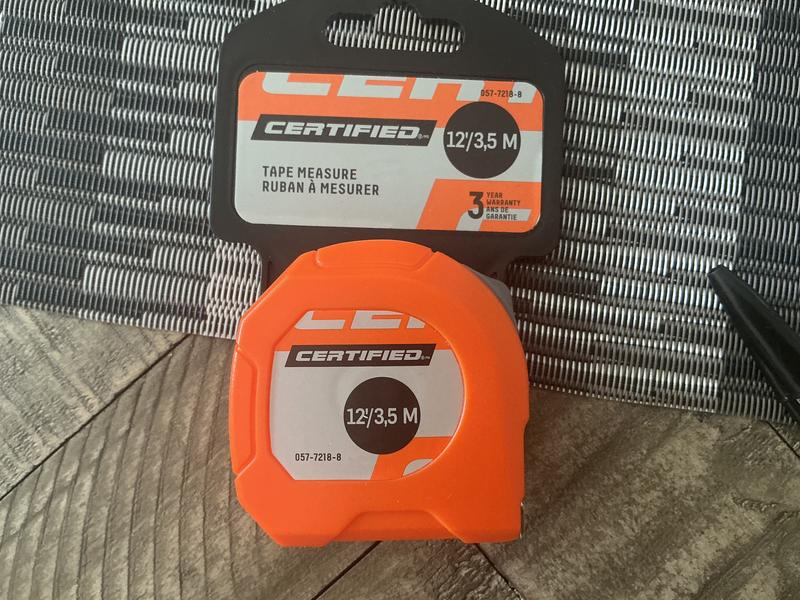 057-7218-8
CERTIFIED
12'/3,5 M
TAPE MEASURE
RUBAN À MESURER
3 YEAR
WARRANTY
ANS DE
GARANTIE
CERTIFIED
12'/3,5 M
057-7218-8